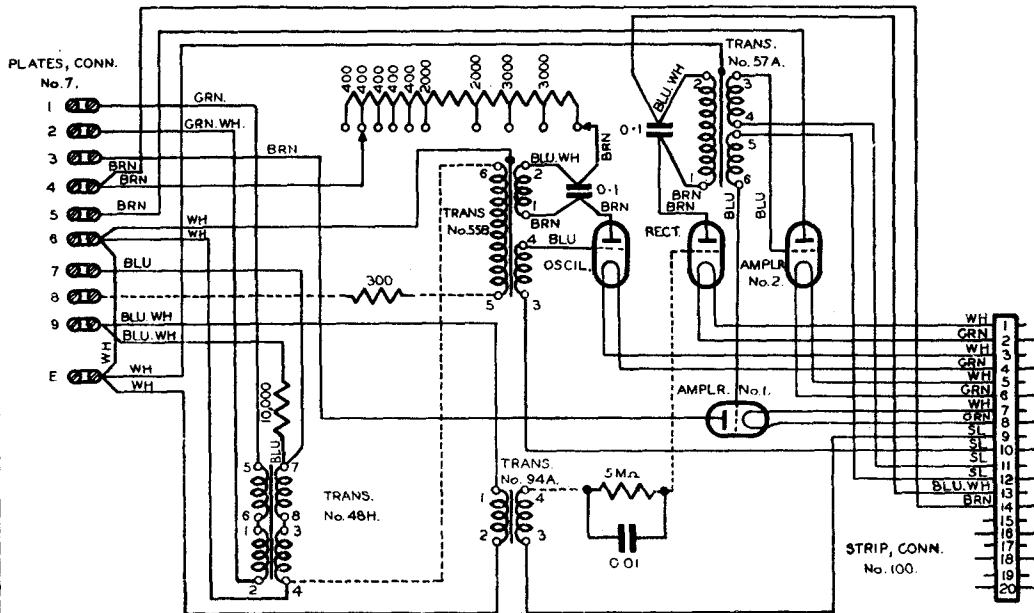 PLATES, CONN.
No. 7.
1
2
3
4
5
6
7
8
9
E
GRN.
GRN. WH.
BRN
BRN
BRN
BRN
WH
WH
BLU
300
BLU. WH
BLU. WH
WH
WH
WH
10,000
BLU
400
400
400
400
400
2000
2000
3000
3000
BRN
BLU. WH
0·1
BRN
BRN
6
2
1
4
5
3
TRANS
No. 55B.
BLU
OSCIL.
BLU. WH
0·1
BRN
BRN
RECT.
TRANS.
No. 57A.
2
3
4
5
1
6
BLU
BLU
AMPLR.
No. 2.
AMPLR. No. 1.
5
7
6
8
1
3
2
4
TRANS.
No. 48H.
TRANS.
No. 94A.
1
4
2
3
5MΩ
0·01
WH
GRN
WH
GRN
WH
GRN
WH
GRN
SL
SL
SL
BLU. WH
BRN
1
2
3
4
5
6
7
8
9
10
11
12
13
14
15
16
17
18
19
20
STRIP, CONN.
No. 100.